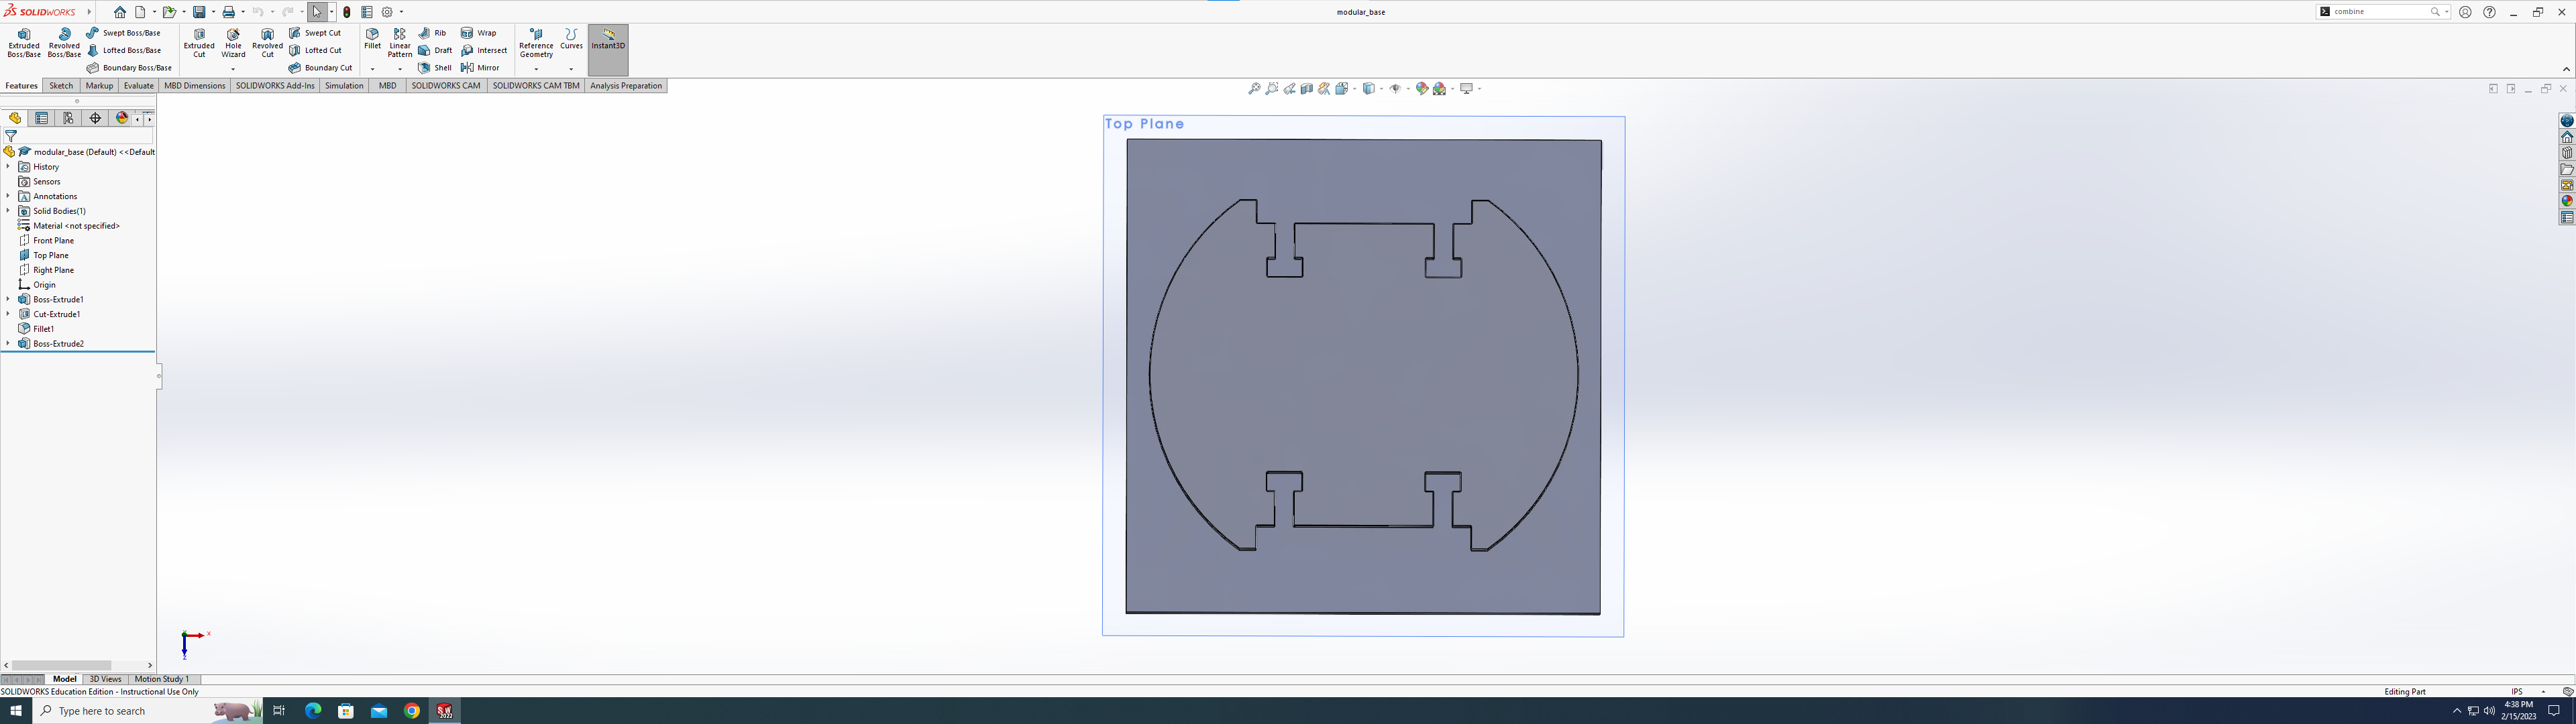 SOLIDWORKS
modular_base
combine
Extruded Boss/Base
Revolved Boss/Base
Swept Boss/Base
Lofted Boss/Base
Boundary Boss/Base
Extruded Cut
Hole Wizard
Revolved Cut
Swept Cut
Lofted Cut
Boundary Cut
Fillet
Linear Pattern
Rib
Draft
Shell
Wrap
Intersect
Mirror
Reference Geometry
Curves
Instant3D
Features
Sketch
Markup
Evaluate
MBD Dimensions
SOLIDWORKS Add-Ins
Simulation
MBD
SOLIDWORKS CAM
SOLIDWORKS CAM TBM
Analysis Preparation
modular_base (Default) <<Default
History
Sensors
Annotations
Solid Bodies(1)
Material <not specified>
Front Plane
Top Plane
Right Plane
Origin
Boss-Extrude1
Cut-Extrude1
Fillet1
Boss-Extrude2
Top Plane
X
Z
Model
3D Views
Motion Study 1
SOLIDWORKS Education Edition - Instructional Use Only
Editing Part
IPS
Type here to search
SW
2022
4:38 PM
2/15/2023